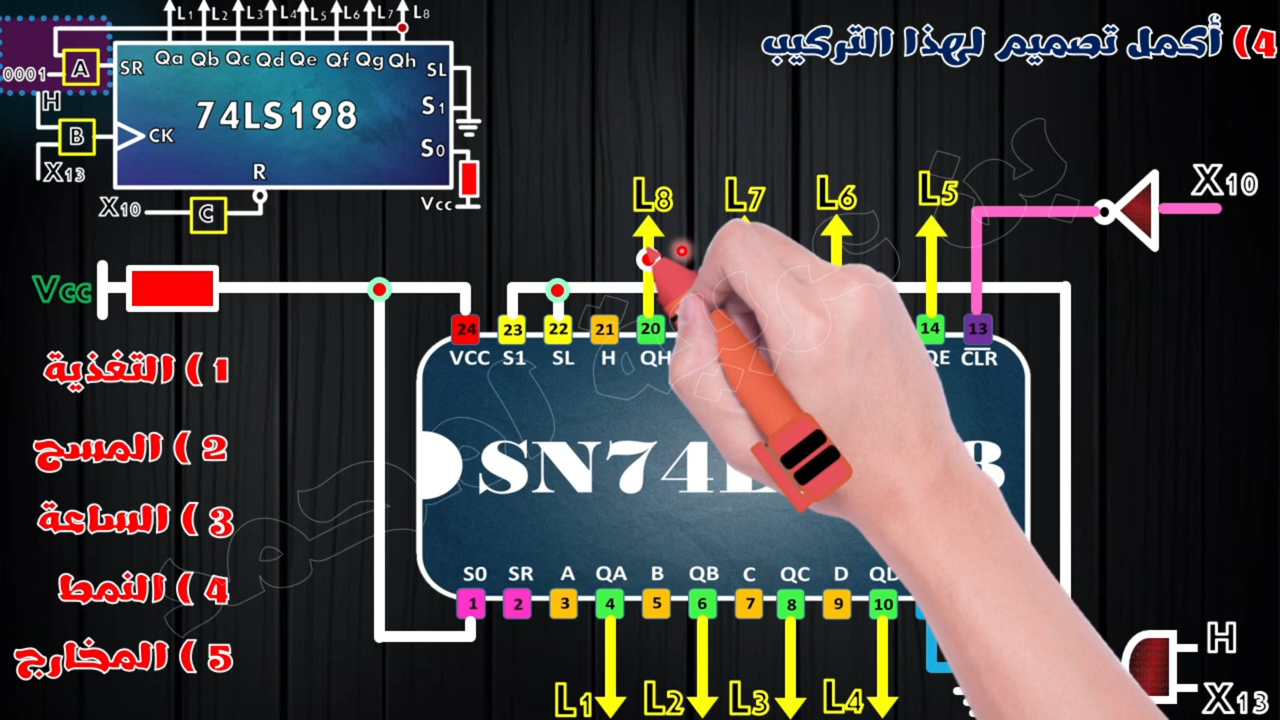 4) أكمل تصميم لهذا التركيب
L1 L2 L3 L4 L5 L6 L7 L8
Qa Qb Qc Qd Qe Qf Qg Qh
0001 A SR SL
74LS198
H
B CK S1
X13 S0
R
X10 C Vcc
X10
L8 L7 L6 L5
Vcc
24 23 22 21 20 14 13
VCC S1 SL H QH QE CLR
1 ) التغذية
2 ) المسح
3 ) الساعة
4 ) النمط
5 ) المخارج
S0 SR A QA B QB C QC D QD
1 2 3 4 5 6 7 8 9 10
L1 L2 L3 L4
H
X13